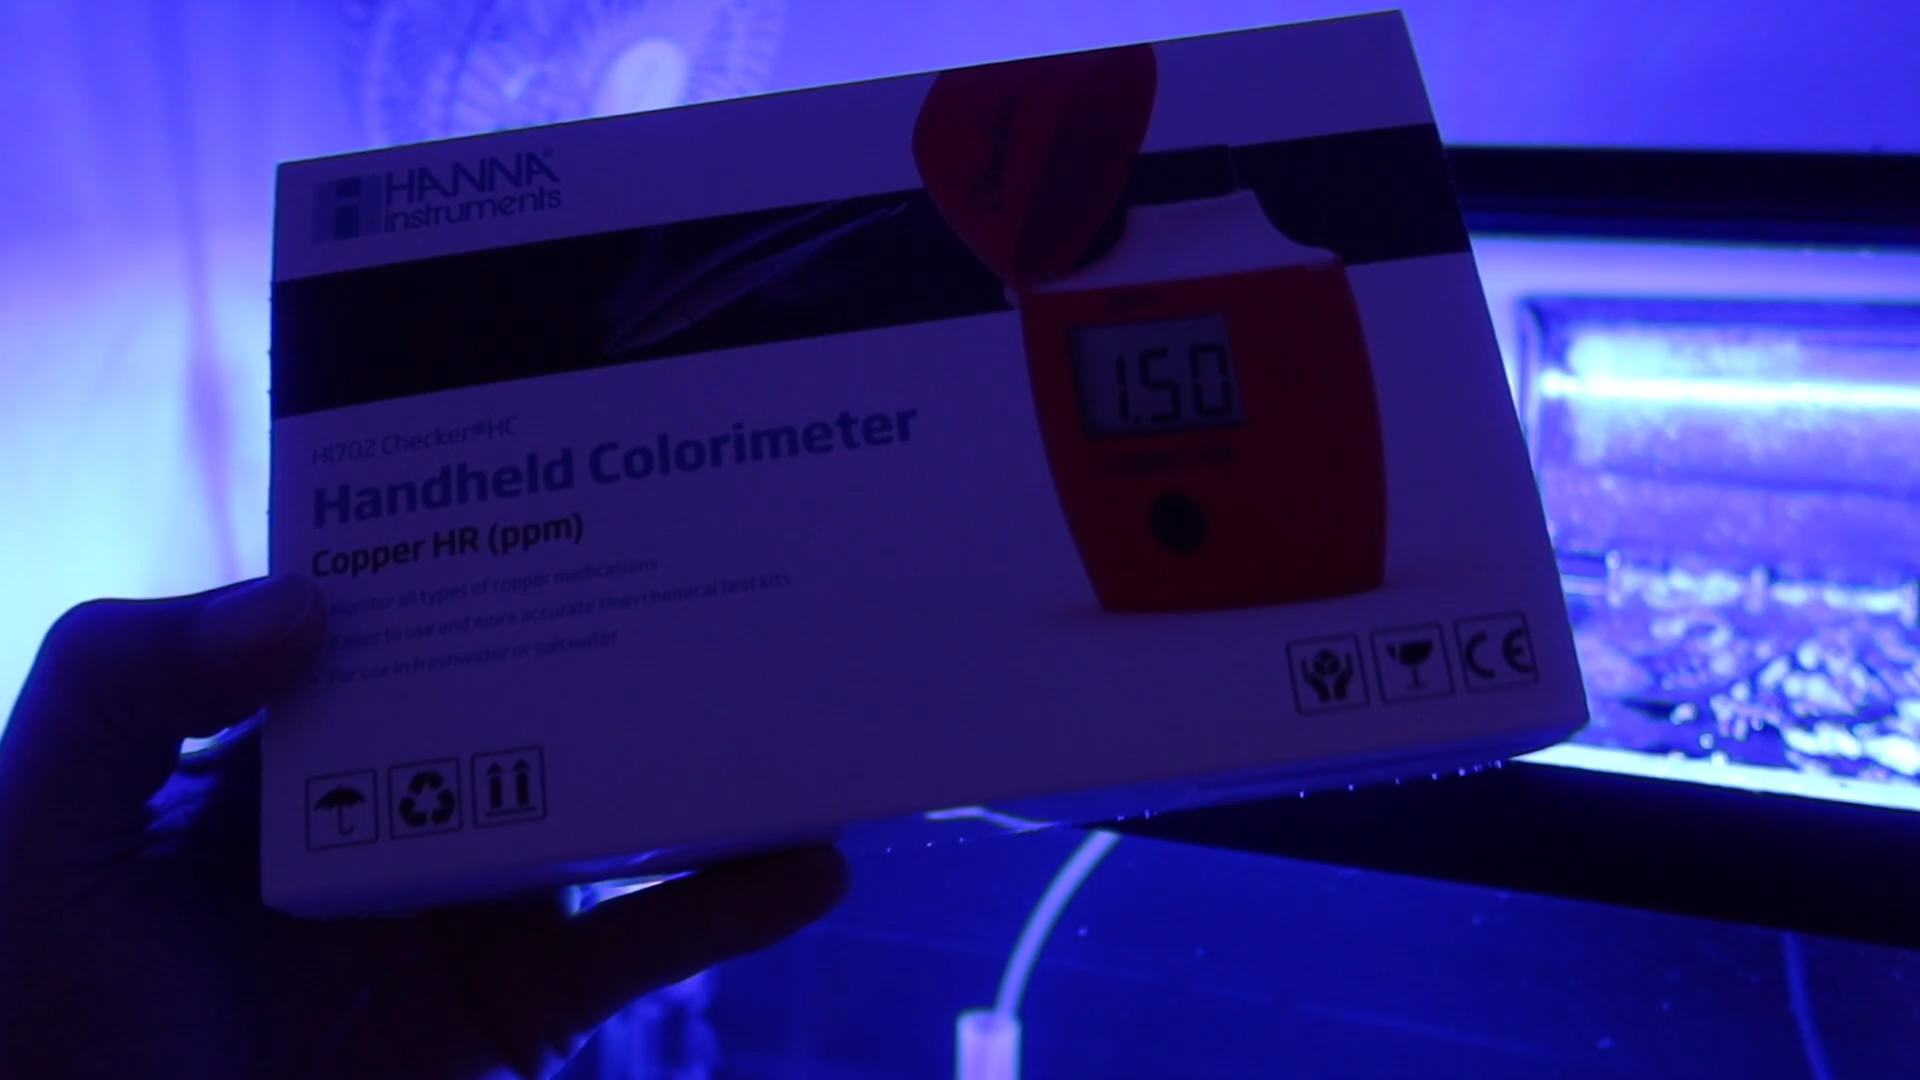 HANNA®
instruments
Checker
1.50
HI702 Checker®HC
Handheld Colorimeter
Copper HR (ppm)
Monitor all types of copper medications
Easier to use and more accurate than chemical test kits
• For use in freshwater or saltwater
CE